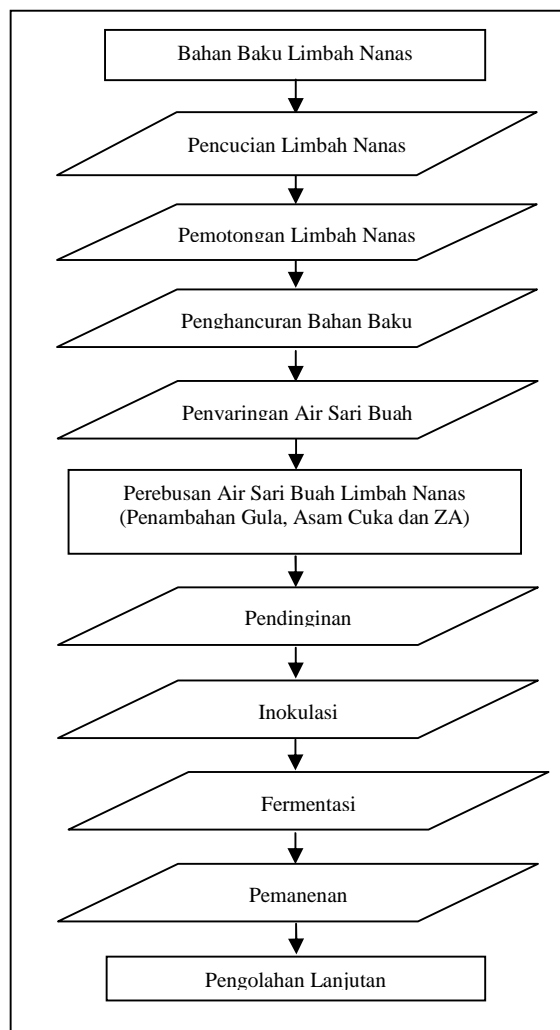 Bahan Baku Limbah Nanas
Pencucian Limbah Nanas
Pemotongan Limbah Nanas
Penghancuran Bahan Baku
Penyaringan Air Sari Buah
Perebusan Air Sari Buah Limbah Nanas
(Penambahan Gula, Asam Cuka dan ZA)
Pendinginan
Inokulasi
Fermentasi
Pemanenan
Pengolahan Lanjutan